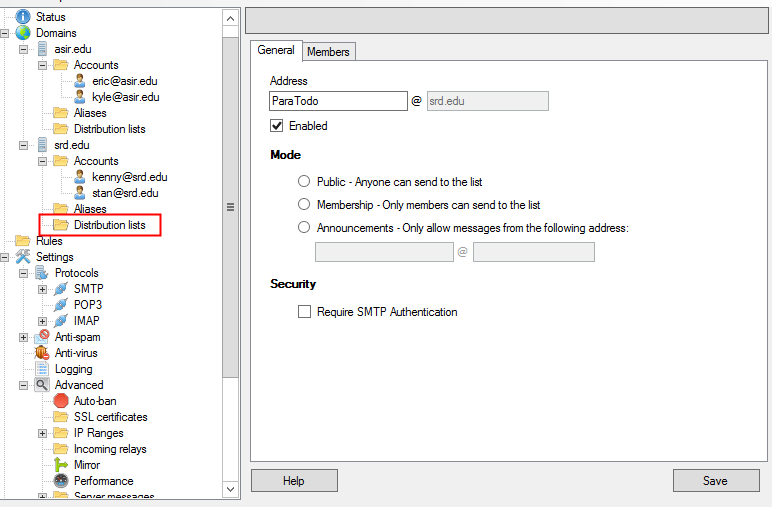 Status
Domains
asir.edu
Accounts
eric@asir.edu
kyle@asir.edu
Aliases
Distribution lists
srd.edu
Accounts
kenny@srd.edu
stan@srd.edu
Aliases
Distribution lists
Rules
Settings
Protocols
SMTP
POP3
IMAP
Anti-spam
Anti-virus
Logging
Advanced
Auto-ban
SSL certificates
IP Ranges
Incoming relays
Mirror
Performance
Server messages
General Members
Address
ParaTodo @ srd.edu
Enabled
Mode
Public - Anyone can send to the list
Membership - Only members can send to the list
Announcements - Only allow messages from the following address:
@
Security
Require SMTP Authentication
Help Save